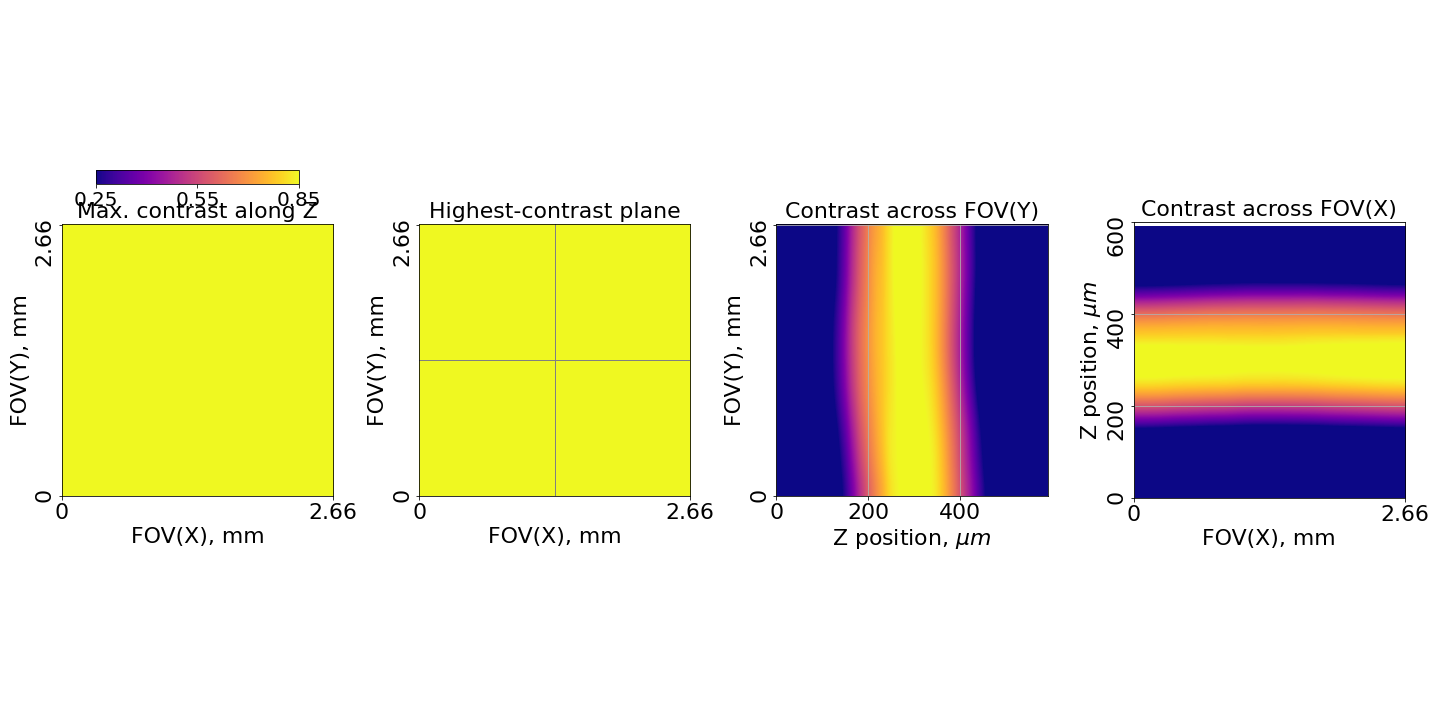 0.25 0.55 0.85
Max. contrast along Z
2.66
FOV(Y), mm
0
0 2.66
FOV(X), mm
Highest-contrast plane
2.66
FOV(Y), mm
0
0 2.66
FOV(X), mm
Contrast across FOV(Y)
2.66
FOV(Y), mm
0
0 200 400
Z position, μm
Contrast across FOV(X)
600
400
200
0
Z position, μm
0 2.66
FOV(X), mm